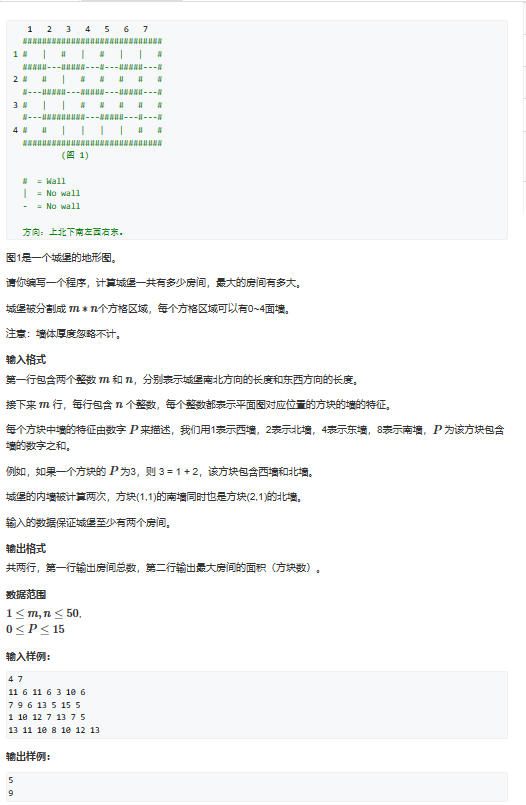 1 2 3 4 5 6 7
#############################
1 # | # | # | | #
#####---#####---#---#####---#
2 # # | # # # # #
#---#####---#####---#####---#
3 # | | # # # # #
#---#########---#####---#---#
4 # # | | | | # #
#############################
(图 1)
# = Wall
| = No wall
- = No wall
方向：上北下南左西右东。
图1是一个城堡的地形图。
请你编写一个程序，计算城堡一共有多少房间，最大的房间有多大。
城堡被分割成 m∗n个方格区域，每个方格区域可以有0~4面墙。
注意：墙体厚度忽略不计。
输入格式
第一行包含两个整数 m 和 n，分别表示城堡南北方向的长度和东西方向的长度。
接下来 m 行，每行包含 n 个整数，每个整数都表示平面图对应位置的方块的墙的特征。
每个方块中墙的特征由数字 P 来描述，我们用1表示西墙，2表示北墙，4表示东墙，8表示南墙，P 为该方块包含
墙的数字之和。
例如，如果一个方块的 P 为3，则 3 = 1 + 2，该方块包含西墙和北墙。
城堡的内墙被计算两次，方块(1,1)的南墙同时也是方块(2,1)的北墙。
输入的数据保证城堡至少有两个房间。
输出格式
共两行，第一行输出房间总数，第二行输出最大房间的面积（方块数）。
数据范围
1 ≤ m, n ≤ 50,
0 ≤ P ≤ 15
输入样例：
4 7
11 6 11 6 3 10 6
7 9 6 13 5 15 5
1 10 12 7 13 7 5
13 11 10 8 10 12 13
输出样例：
5
9